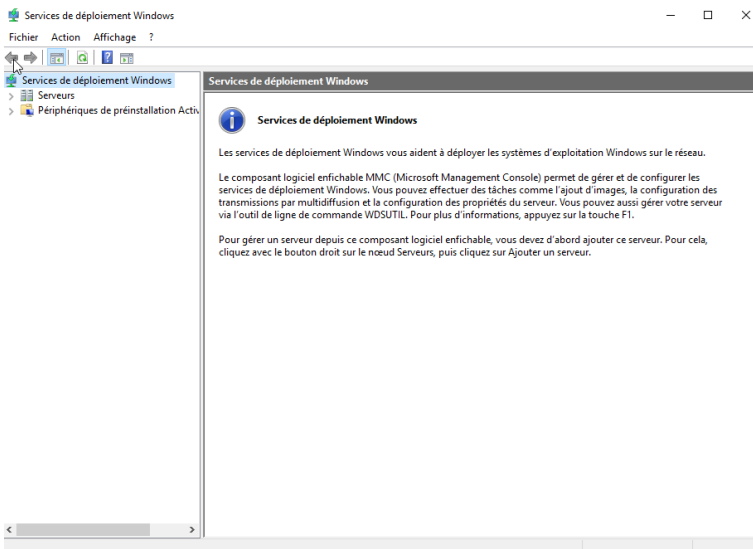 Services de déploiement Windows
Fichier Action Affichage ?
Services de déploiement Windows
Serveurs
Périphériques de préinstallation Activ
Services de déploiement Windows
Services de déploiement Windows
Les services de déploiement Windows vous aident à déployer les systèmes d'exploitation Windows sur le réseau.
Le composant logiciel enfichable MMC (Microsoft Management Console) permet de gérer et de configurer les
services de déploiement Windows. Vous pouvez effectuer des tâches comme l'ajout d'images, la configuration des
transmissions par multidiffusion et la configuration des propriétés du serveur. Vous pouvez aussi gérer votre serveur
via l'outil de ligne de commande WDSUTIL. Pour plus d'informations, appuyez sur la touche F1.
Pour gérer un serveur depuis ce composant logiciel enfichable, vous devez d'abord ajouter ce serveur. Pour cela,
cliquez avec le bouton droit sur le nœud Serveurs, puis cliquez sur Ajouter un serveur.